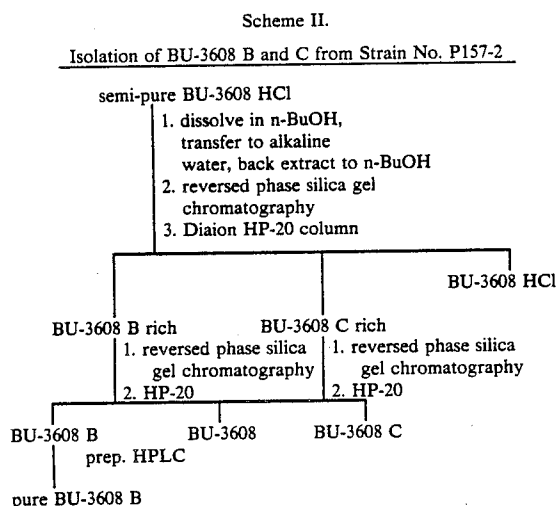 Scheme II.
Isolation of BU-3608 B and C from Strain No. P157-2
semi-pure BU-3608 HCl
1. dissolve in n-BuOH,
transfer to alkaline
water, back extract to n-BuOH
2. reversed phase silica gel
chromatography
3. Diaion HP-20 column
BU-3608 HCl
BU-3608 B rich
1. reversed phase silica
gel chromatography
2. HP-20
BU-3608 C rich
1. reversed phase silica
gel chromatography
2. HP-20
BU-3608 B
BU-3608
BU-3608 C
prep. HPLC
pure BU-3608 B